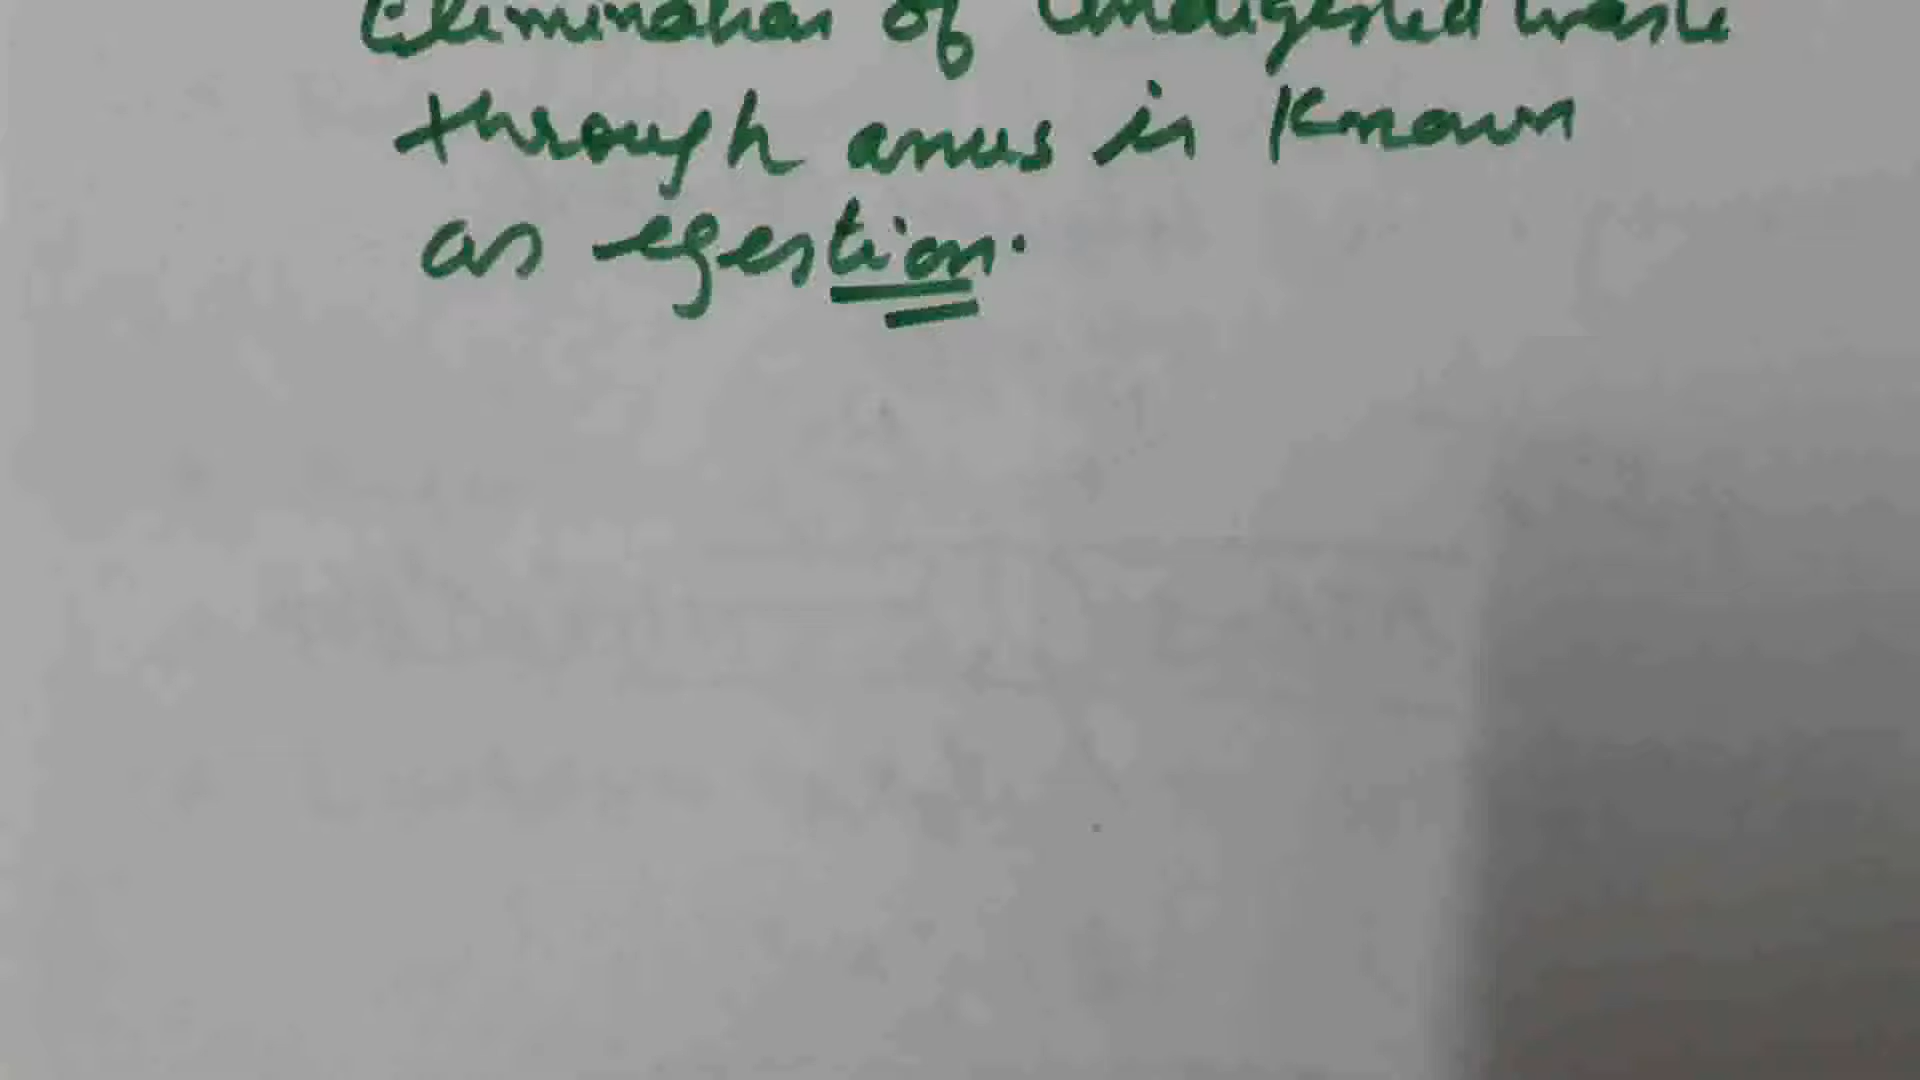 Elimination of undigested waste
through anus is known
as egestion.